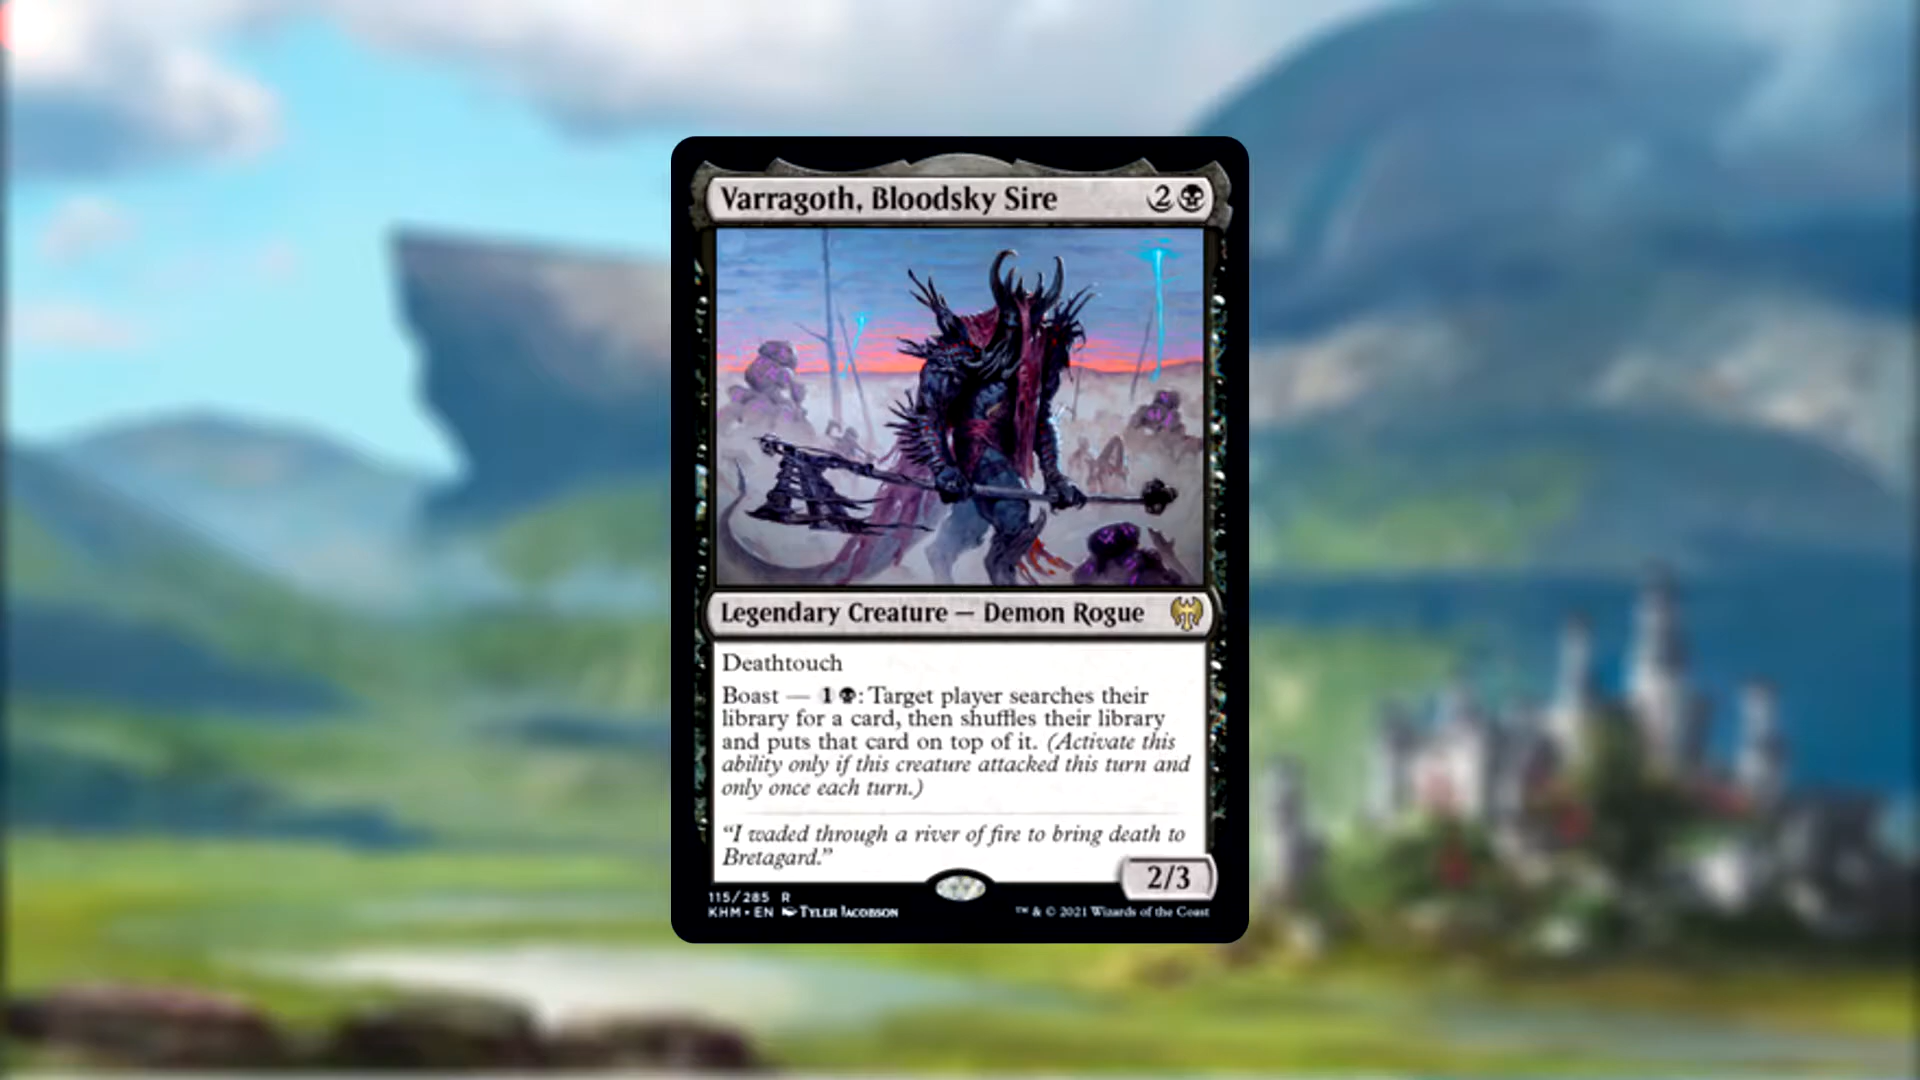 Varragoth, Bloodsky Sire 2
Legendary Creature — Demon Rogue
Deathtouch
Boast — 1: Target player searches their
library for a card, then shuffles their library
and puts that card on top of it. (Activate this
ability only if this creature attacked this turn and
only once each turn.)
“I waded through a river of fire to bring death to
Bretagard.”
2/3
115/285 R
KHM • EN Tyler Jacobson
™ & © 2021 Wizards of the Coast